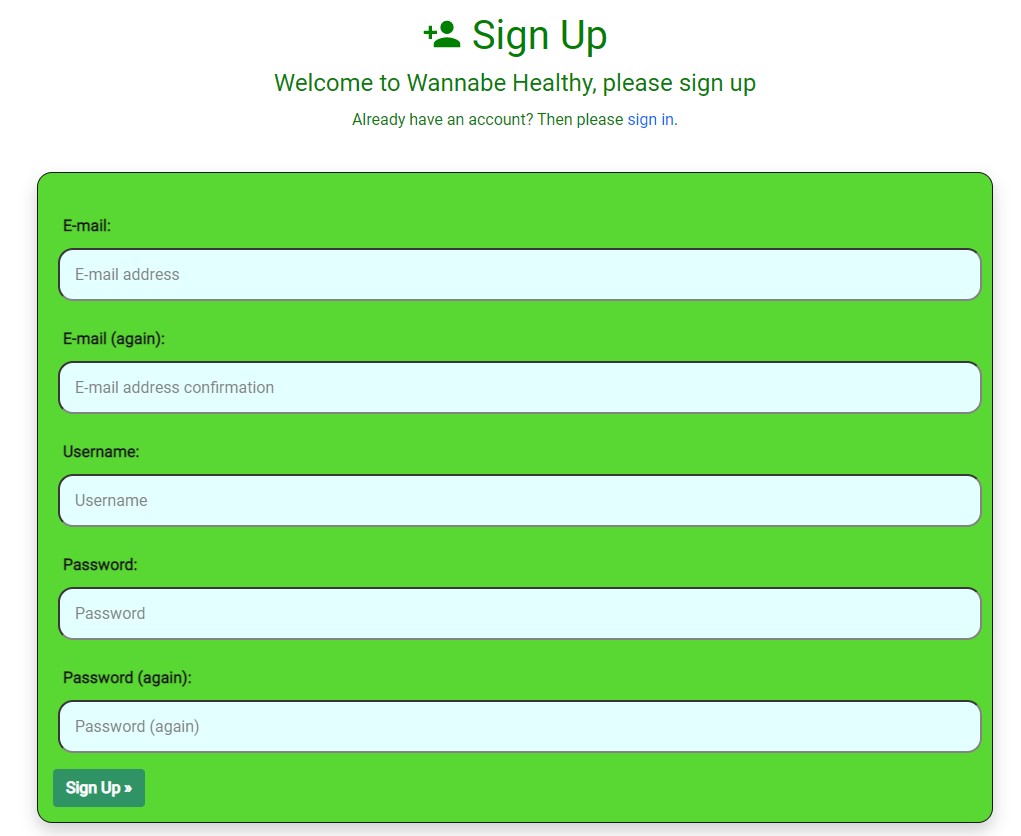 Sign Up
Welcome to Wannabe Healthy, please sign up
Already have an account? Then please sign in.
E-mail:
E-mail address
E-mail (again):
E-mail address confirmation
Username:
Username
Password:
Password
Password (again):
Password (again)
Sign Up »